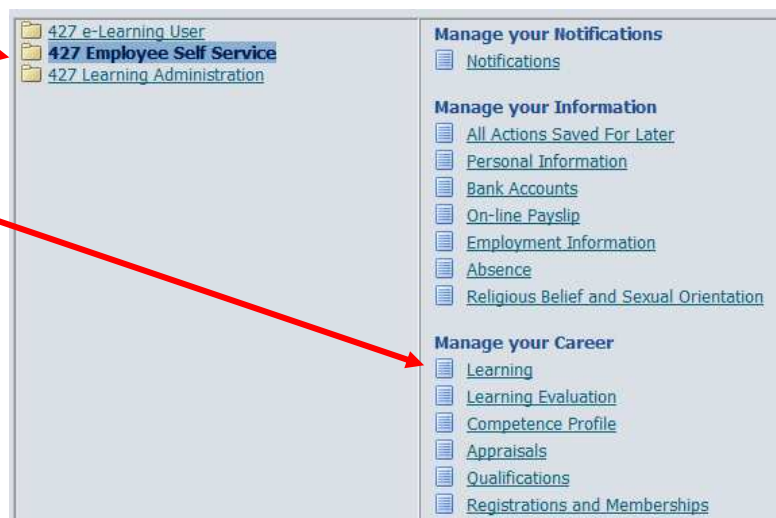 427 e-Learning User
427 Employee Self Service
427 Learning Administration
Manage your Notifications
Notifications
Manage your Information
All Actions Saved For Later
Personal Information
Bank Accounts
On-line Payslip
Employment Information
Absence
Religious Belief and Sexual Orientation
Manage your Career
Learning
Learning Evaluation
Competence Profile
Appraisals
Qualifications
Registrations and Memberships